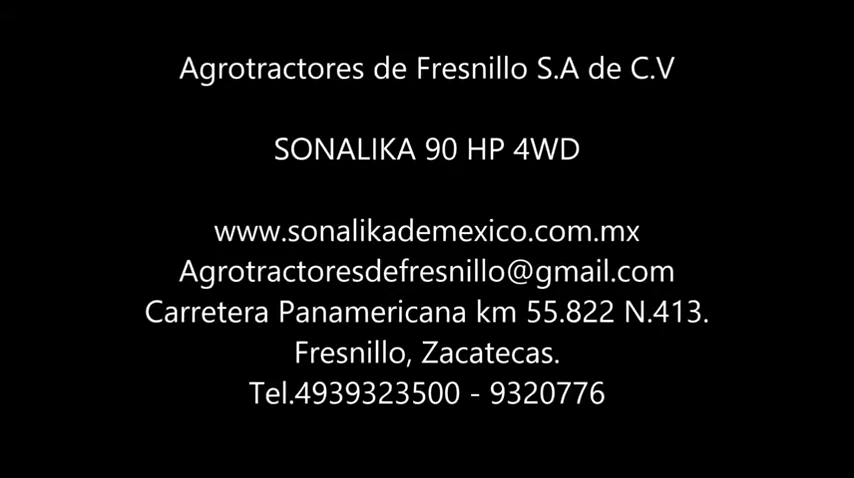 Agrotractores de Fresnillo S.A de C.V
SONALIKA 90 HP 4WD
www.sonalikademexico.com.mx
Agrotractoresdefresnillo@gmail.com
Carretera Panamericana km 55.822 N.413.
Fresnillo, Zacatecas.
Tel.4939323500 - 9320776